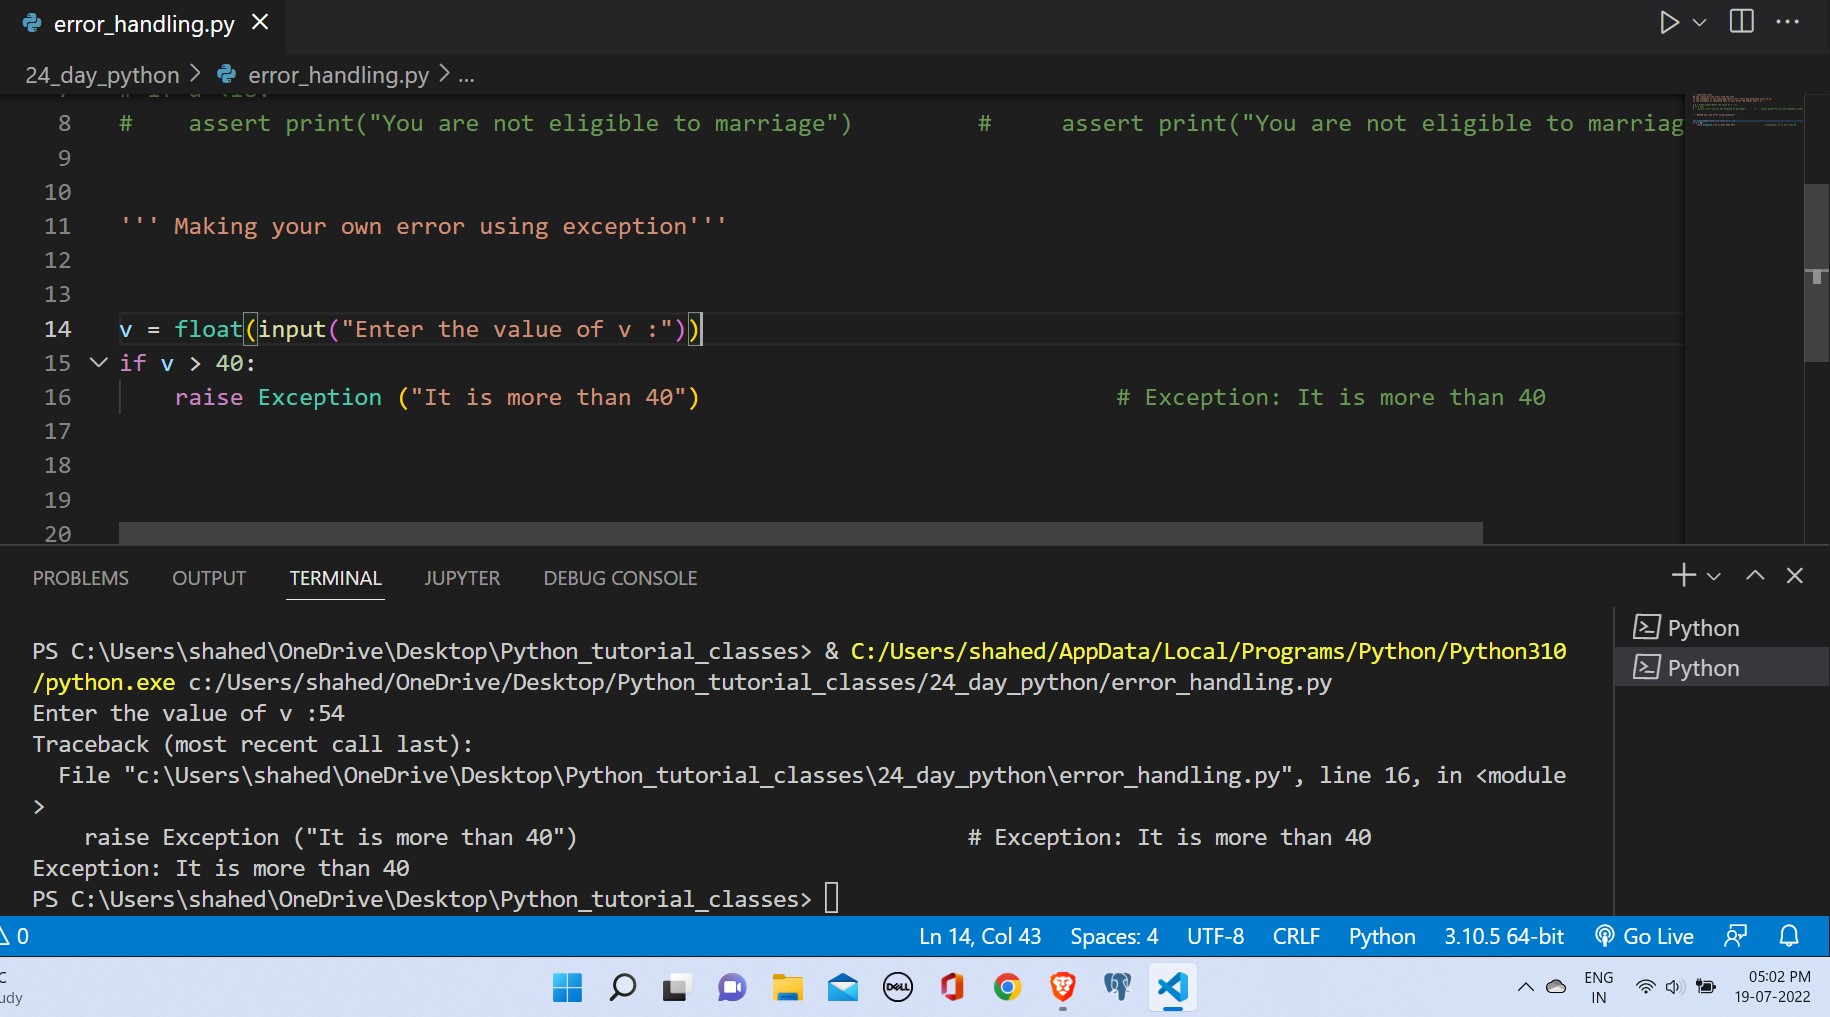 error_handling.py
24_day_python > error_handling.py > ...
8 # assert print("You are not eligible to marriage") # assert print("You are not eligible to marriag
9
10
11 ''' Making your own error using exception'''
12
13
14 v = float(input("Enter the value of v :"))
15 if v > 40:
16 raise Exception ("It is more than 40") # Exception: It is more than 40
17
18
19
20
PROBLEMS OUTPUT TERMINAL JUPYTER DEBUG CONSOLE
Python
Python
PS C:\Users\shahed\OneDrive\Desktop\Python_tutorial_classes> & C:/Users/shahed/AppData/Local/Programs/Python/Python310
/python.exe c:/Users/shahed/OneDrive/Desktop/Python_tutorial_classes/24_day_python/error_handling.py
Enter the value of v :54
Traceback (most recent call last):
File "c:\Users\shahed\OneDrive\Desktop\Python_tutorial_classes\24_day_python\error_handling.py", line 16, in <module
>
raise Exception ("It is more than 40") # Exception: It is more than 40
Exception: It is more than 40
PS C:\Users\shahed\OneDrive\Desktop\Python_tutorial_classes>
0 Ln 14, Col 43 Spaces: 4 UTF-8 CRLF Python 3.10.5 64-bit Go Live
C
udy
DELL
ENG
IN
05:02 PM
19-07-2022